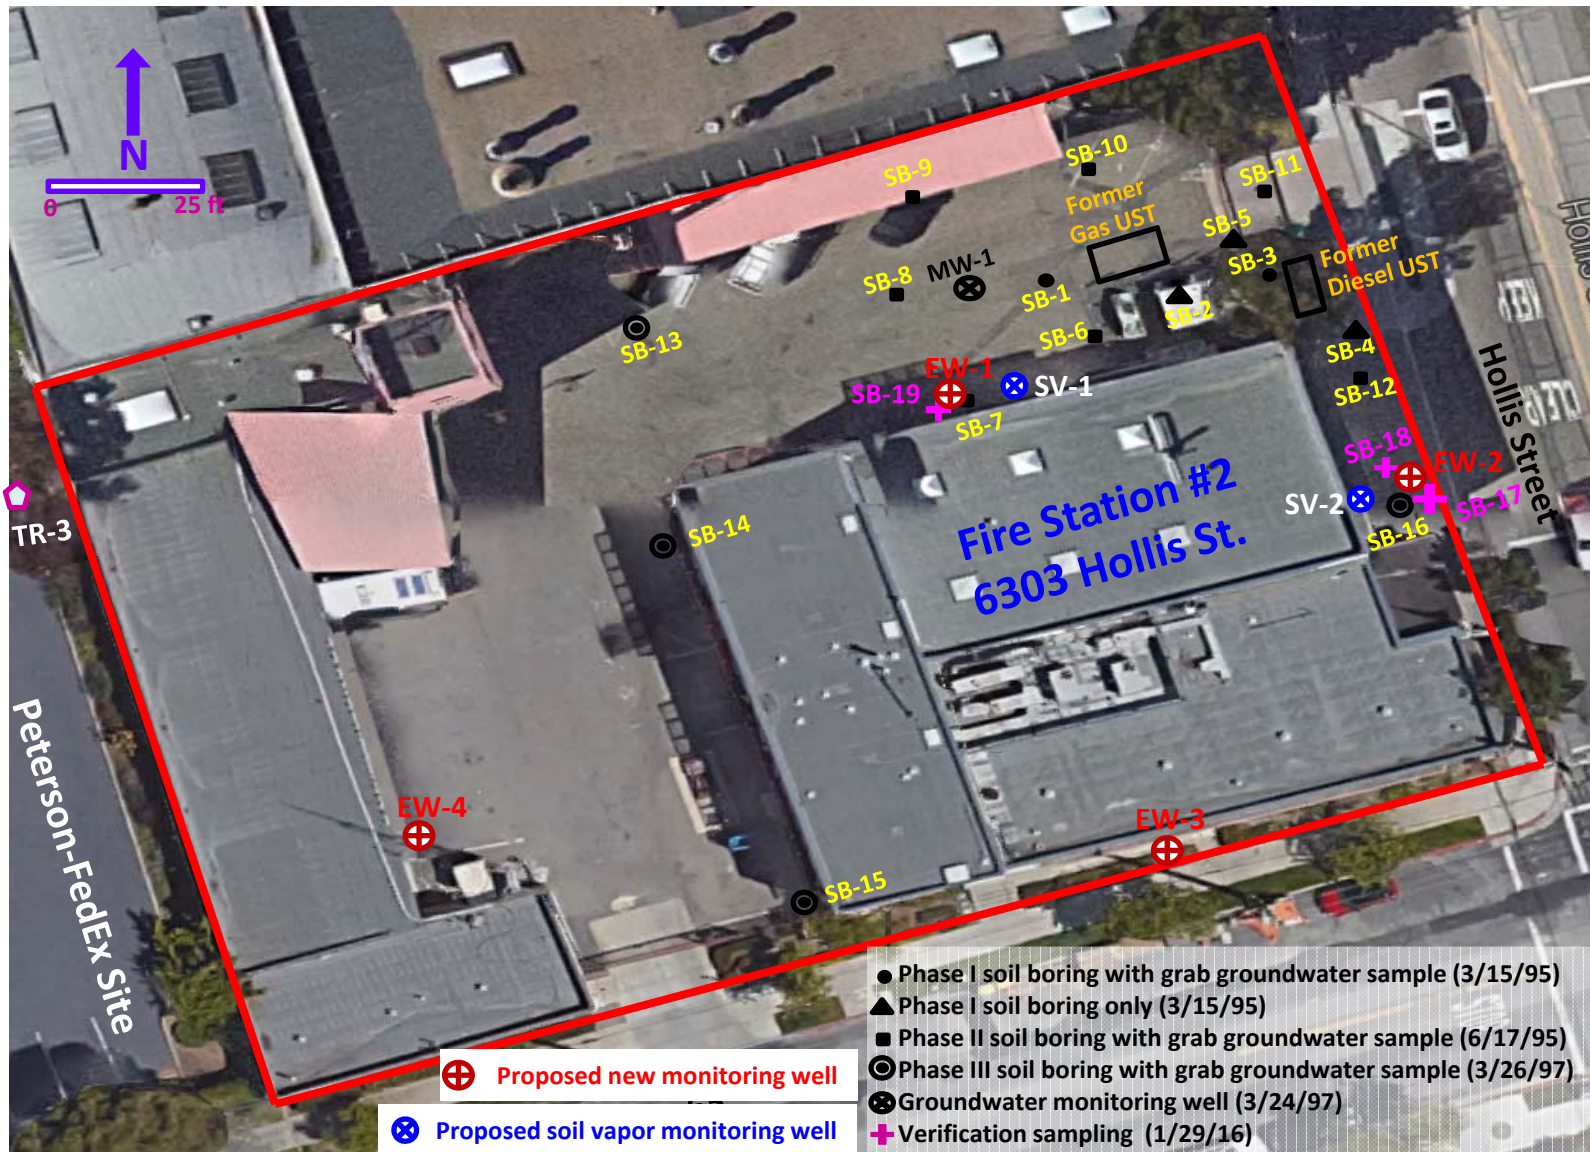 N
0
25 ft
SB-9
SB-10
SB-11
Former
Gas UST
SB-5
SB-3
Former
Diesel UST
SB-8
MW-1
SB-1
SB-2
SB-6
SB-4
SB-13
SB-12
EW-1
SB-19
SV-1
SB-7
Hollis Street
SB-18
EW-2
SV-2
SB-17
SB-16
TR-3
SB-14
Fire Station #2
6303 Hollis St.
Peterson-FedEx Site
EW-4
EW-3
SB-15
Phase I soil boring with grab groundwater sample (3/15/95)
Phase I soil boring only (3/15/95)
Phase II soil boring with grab groundwater sample (6/17/95)
Phase III soil boring with grab groundwater sample (3/26/97)
Groundwater monitoring well (3/24/97)
Verification sampling (1/29/16)
Proposed new monitoring well
Proposed soil vapor monitoring well